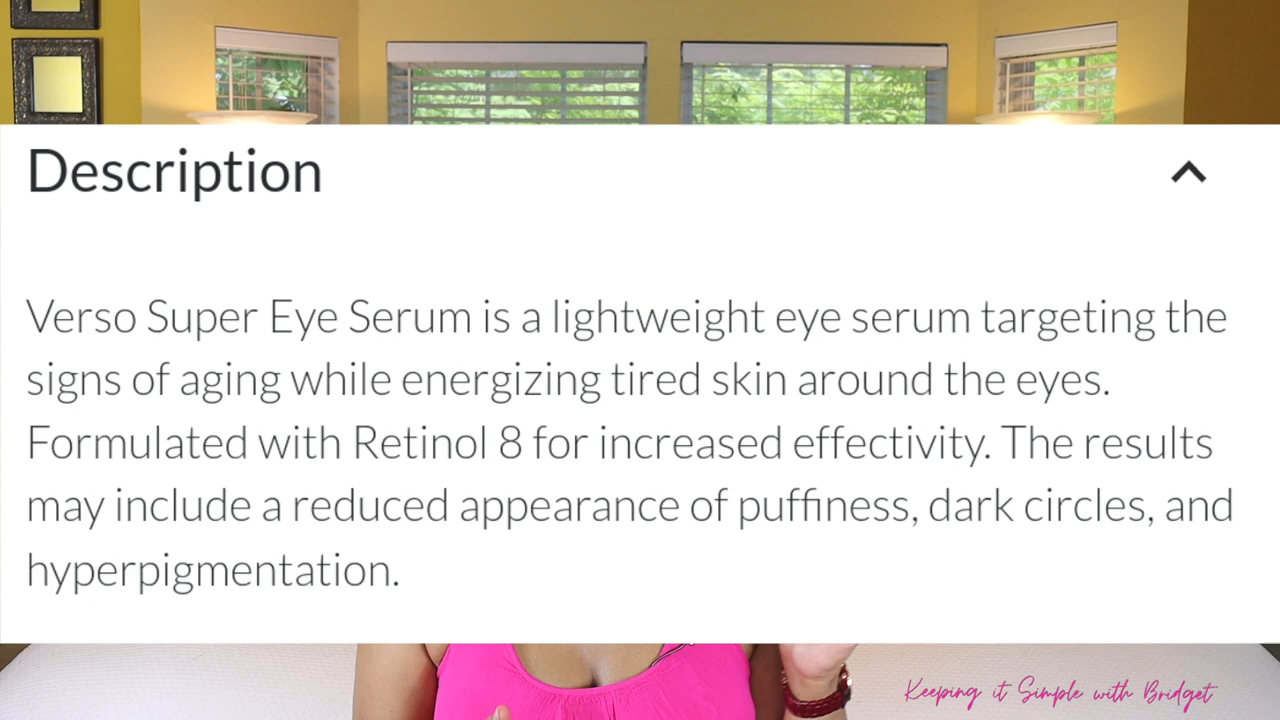 Description
Verso Super Eye Serum is a lightweight eye serum targeting the
signs of aging while energizing tired skin around the eyes.
Formulated with Retinol 8 for increased effectivity. The results
may include a reduced appearance of puffiness, dark circles, and
hyperpigmentation.
Keeping it Simple with Bridget